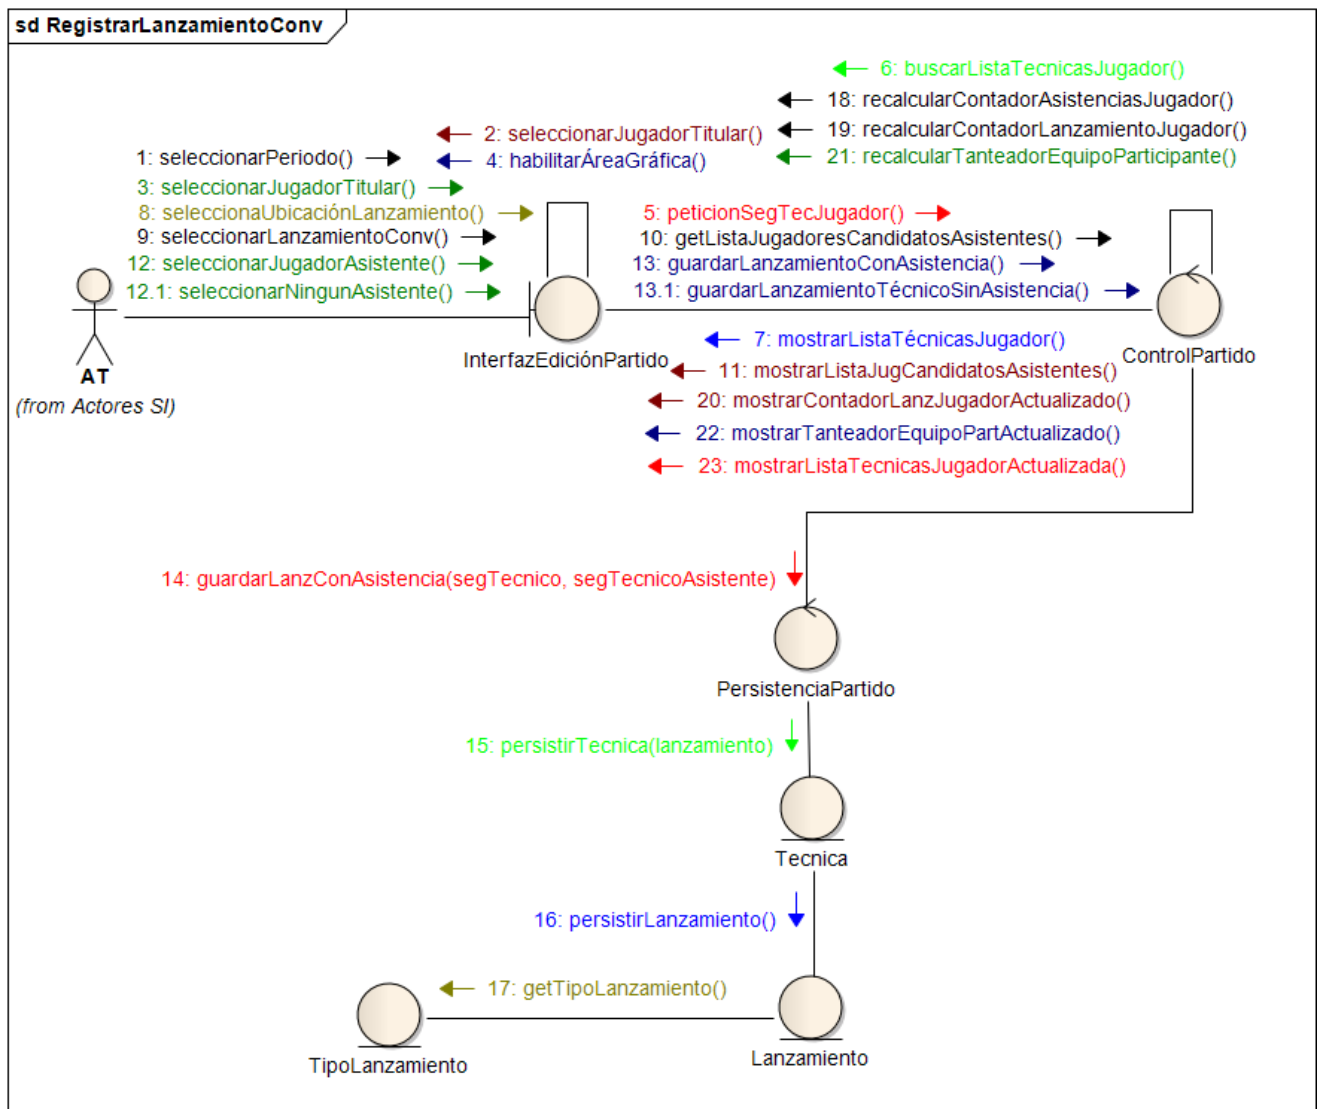 sd RegistrarLanzamientoConv
6: buscarListaTecnicasJugador()
18: recalcularContadorAsistenciasJugador()
19: recalcularContadorLanzamientoJugador()
21: recalcularTanteadorEquipoParticipante()
2: seleccionarJugadorTitular()
4: habilitarÁreaGráfica()
1: seleccionarPeriodo()
3: seleccionarJugadorTitular()
8: seleccionaUbicaciónLanzamiento()
9: seleccionarLanzamientoConv()
12: seleccionarJugadorAsistente()
12.1: seleccionarNingunAsistente()
5: peticionSegTecJugador()
10: getListaJugadoresCandidatosAsistentes()
13: guardarLanzamientoConAsistencia()
13.1: guardarLanzamientoTécnicoSinAsistencia()
AT
(from Actores SI)
InterfazEdiciónPartido
ControlPartido
7: mostrarListaTécnicasJugador()
11: mostrarListaJugCandidatosAsistentes()
20: mostrarContadorLanzJugadorActualizado()
22: mostrarTanteadorEquipoPartActualizado()
23: mostrarListaTecnicasJugadorActualizada()
14: guardarLanzConAsistencia(segTecnico, segTecnicoAsistente)
PersistenciaPartido
15: persistirTecnica(lanzamiento)
Tecnica
16: persistirLanzamiento()
17: getTipoLanzamiento()
Lanzamiento
TipoLanzamiento